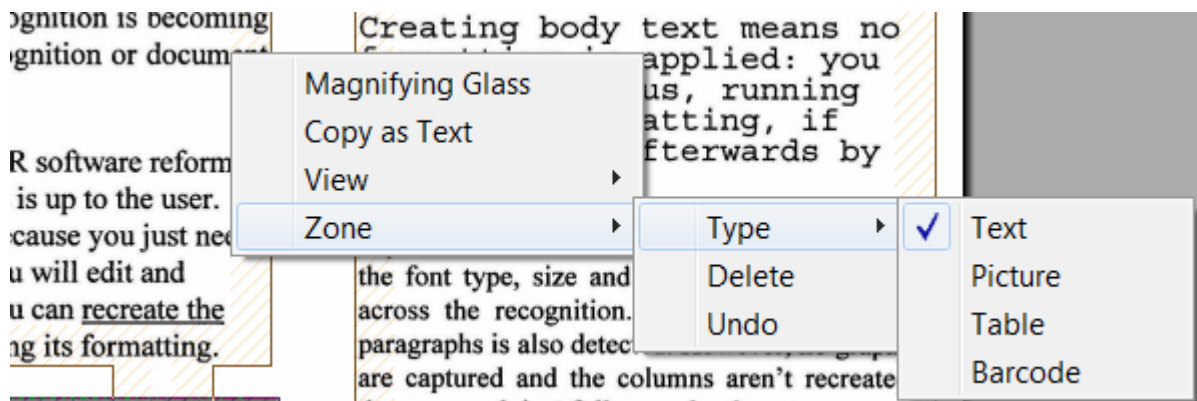 ognition is becoming
ognition or document
R software reform
is up to the user.
cause you just nee
u will edit and
u can recreate the
ng its formatting.
Creating body text means no
applied: you
us, running
atting, if
fterwards by
the font type, size and
across the recognition.
paragraphs is also detec
are captured and the columns aren't recreate
Magnifying Glass
Copy as Text
View
Zone
Type
Delete
Undo
Text
Picture
Table
Barcode